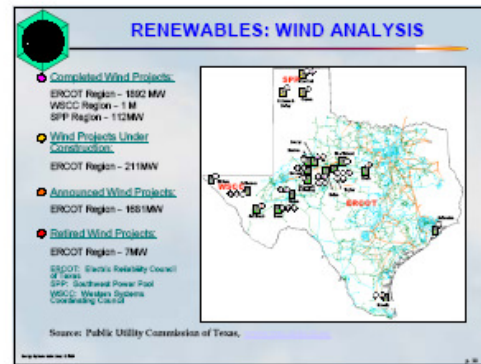 RENEWABLES: WIND ANALYSIS
Completed Wind Projects:
ERCOT Region – 1892 MW
WSCC Region – 1 M
SPP Region – 112MW
Wind Projects Under
Construction:
ERCOT Region – 211MW
Announced Wind Projects:
ERCOT Region – 1681MW
Retired Wind Projects:
ERCOT Region – 7MW
ERCOT: Electric Reliability Council
of Texas
SPP: Southwest Power Pool
WSCC: Western Systems
Coordinating Council
SPP
WSCC
ERCOT
Source: Public Utility Commission of Texas,